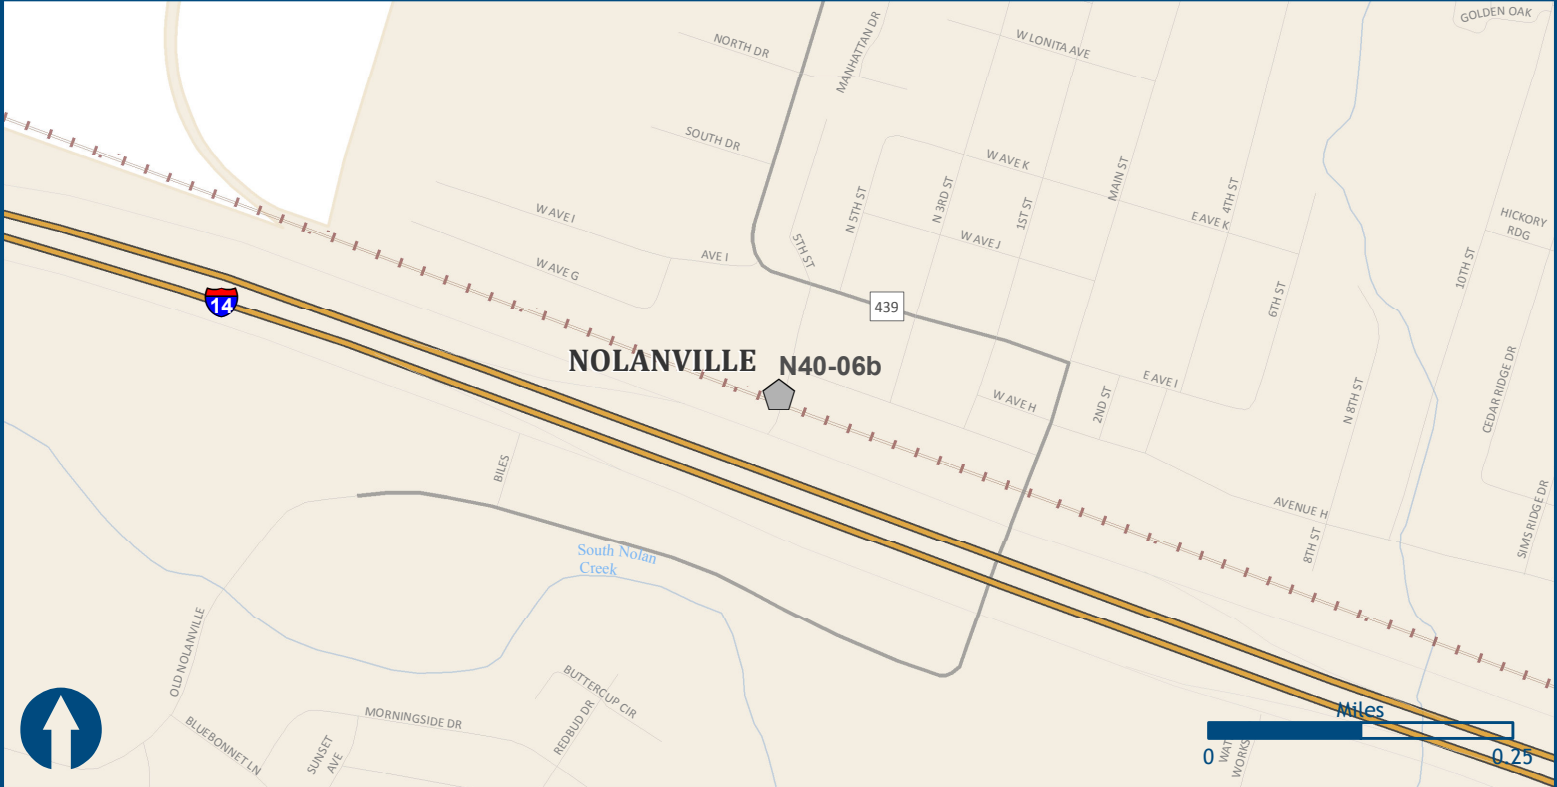 GOLDEN OAK
NORTH DR
MANHATTAN DR
W LONITA AVE
SOUTH DR
W AVE K
MAIN ST
4TH ST
E AVE K
N 5TH ST
N 3RD ST
1ST ST
W AVE I
W AVE J
HICKORY
RDG
5TH ST
AVE I
W AVE G
10TH ST
6TH ST
14
439
NOLANVILLE
N40-06b
E AVE I
W AVE H
2ND ST
N 8TH ST
CEDAR RIDGE DR
BILES
AVENUE H
8TH ST
SIMS RIDGE DR
South Nolan
Creek
OLD NOLANVILLE
BUTTERCUP CIR
REDBUD DR
MORNINGSIDE DR
BLUEBONNET LN
SUNSET
AVE
Miles
0
0.25
WAT
WORKS